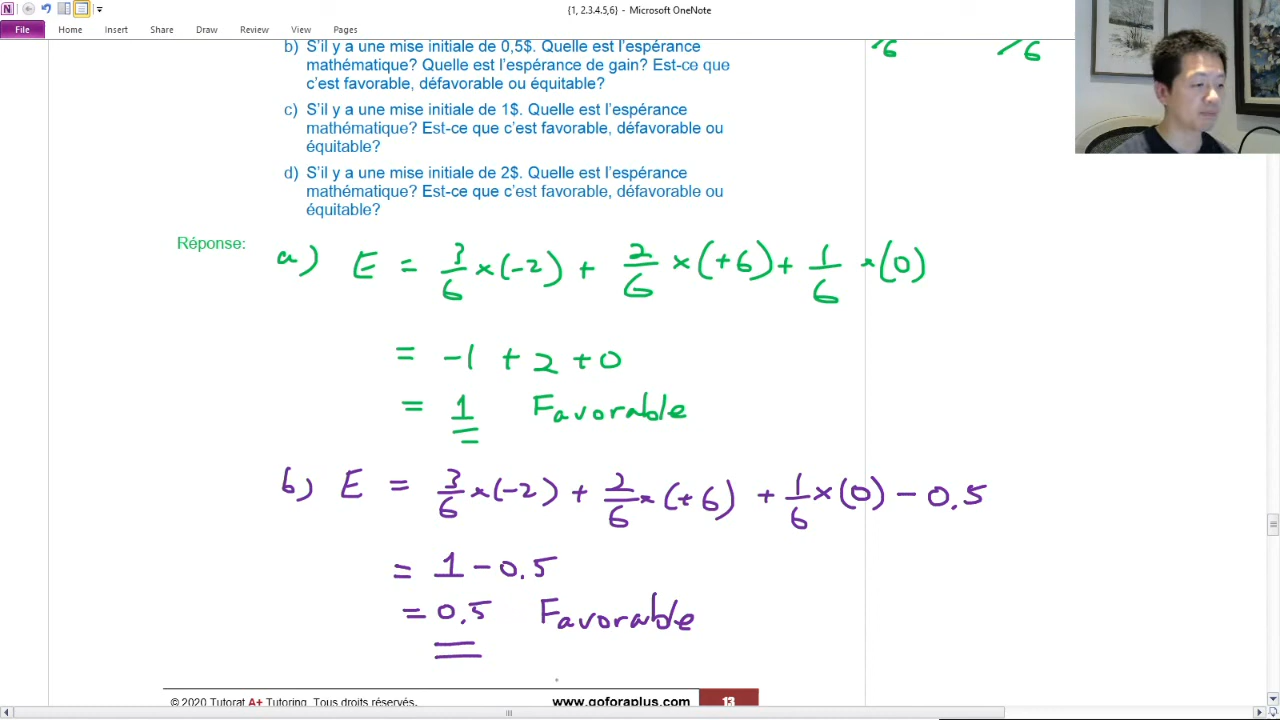 {1, 2.3.4.5,6} - Microsoft OneNote
File Home Insert Share Draw Review View Pages
b) S'il y a une mise initiale de 0,5$. Quelle est l'espérance
mathématique? Quelle est l'espérance de gain? Est-ce que
c'est favorable, défavorable ou équitable?
c) S'il y a une mise initiale de 1$. Quelle est l'espérance
mathématique? Est-ce que c'est favorable, défavorable ou
équitable?
d) S'il y a une mise initiale de 2$. Quelle est l'espérance
mathématique? Est-ce que c'est favorable, défavorable ou
équitable?
Réponse:
a) E = 3/6 × (-2) + 2/6 × (+6) + 1/6 × (0)
= -1 + 2 + 0
= 1 Favorable
b) E = 3/6 × (-2) + 2/6 × (+6) + 1/6 × (0) - 0.5
= 1 - 0.5
= 0.5 Favorable
© 2020 Tutorat A+ Tutoring. Tous droits réservés. www.goforaplus.com 13